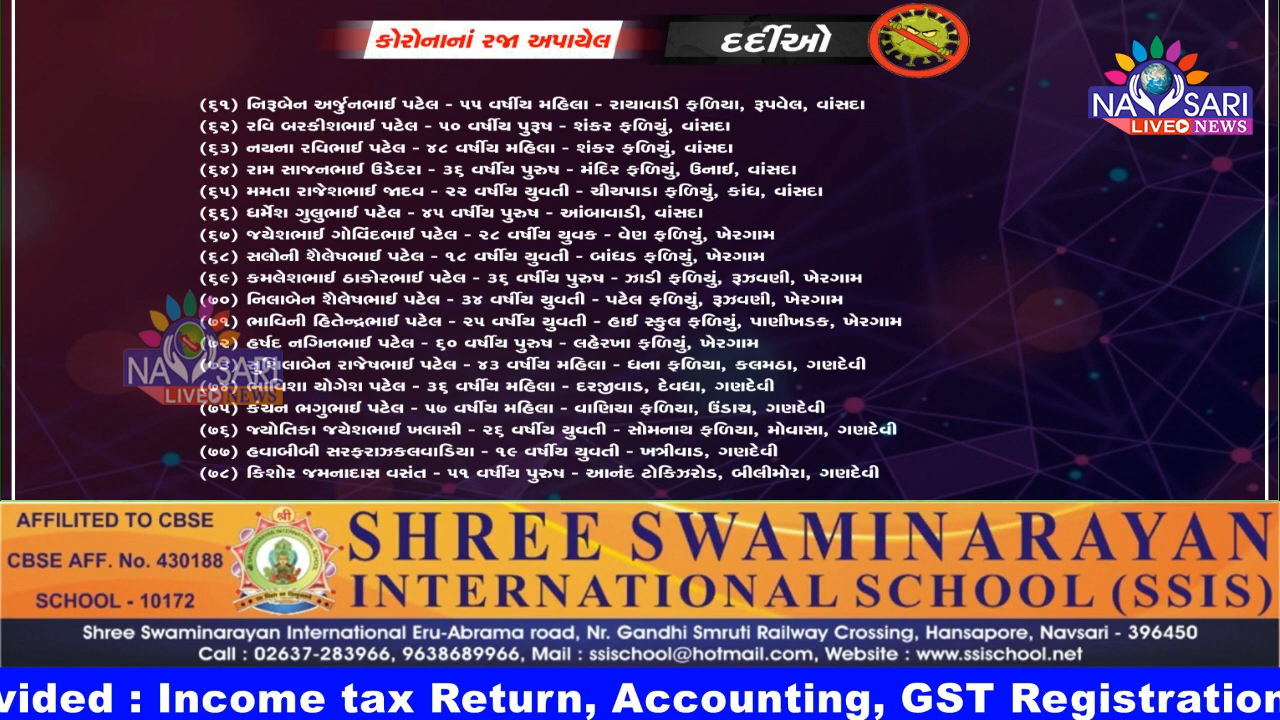 કોરોનાનાં રજા અપાયેલ
દર્દીઓ
NAVSARI
LIVE NEWS
(૬૧) નિરૂબેન અર્જુનભાઈ પટેલ - ૫૫ વર્ષીય મહિલા - રાયાવાડી ફળિયા, રૂપવેલ, વાંસદા
(૬૨) રવિ બરકીશભાઈ પટેલ - ૫૦ વર્ષીય પુરૂષ - શંકર ફળિયું, વાંસદા
(૬૩) નયના રવિભાઈ પટેલ - ૪૮ વર્ષીય મહિલા - શંકર ફળિયું, વાંસદા
(૬૪) રામ સાજનભાઈ ઉડેદરા - ૩૬ વર્ષીય પુરુષ - મંદિર ફળિયું, ઉનાઈ, વાંસદા
(૬૫) મમતા રાજેશભાઈ જાદવ - ૨૨ વર્ષીય યુવતી - ચીચપાડા ફળિયું, કાંધ, વાંસદા
(૬૬) ધર્મેશ ગુલુભાઈ પટેલ - ૪૫ વર્ષીય પુરુષ - આંબાવાડી, વાંસદા
(૬૭) જયેશભાઈ ગોવિંદભાઈ પટેલ - ૨૮ વર્ષીય યુવક - વેણ ફળિયું, ખેરગામ
(૬૮) સલોની શૈલેષભાઈ પટેલ - ૧૮ વર્ષીય યુવતી - બાંધડ ફળિયું, ખેરગામ
(૬૯) કમલેશભાઈ ઠાકોરભાઈ પટેલ - ૩૬ વર્ષીય પુરુષ - ઝાડી ફળિયું, રૂઝવણી, ખેરગામ
(૭૦) નિલાબેન શૈલેષભાઈ પટેલ - ૩૪ વર્ષીય યુવતી - પટેલ ફળિયું, રૂઝવણી, ખેરગામ
(૭૧) ભાવિની હિતેન્દ્રભાઈ પટેલ - ૨૫ વર્ષીય યુવતી - હાઈ સ્કુલ ફળિયું, પાણીખડક, ખેરગામ
(૭૨) હર્ષદ નગિનભાઈ પટેલ - ૬૦ વર્ષીય પુરુષ - લહેરખા ફળિયું, ખેરગામ
(૭૩) સુશિલાબેન રાજેષભાઈ પટેલ - ૪૩ વર્ષીય મહિલા - ધના ફળિયા, કલમઠા, ગણદેવી
(૭૪) ભાવિશા યોગેશ પટેલ - ૩૬ વર્ષીય મહિલા - દરજીવાડ, દેવધા, ગણદેવી
(૭૫) કંચન ભગુભાઈ પટેલ - ૫૭ વર્ષીય મહિલા - વાણિયા ફળિયા, ઉંડાચ, ગણદેવી
(૭૬) જ્યોતિકા જયેશભાઈ ખલાસી - ૨૬ વર્ષીય યુવતી - સોમનાથ ફળિયા, મોવાસા, ગણદેવી
(૭૭) હવાબીબી સરફરાઝકલવાડિયા - ૧૯ વર્ષીય યુવતી - ખત્રીવાડ, ગણદેવી
(૭૮) કિશોર જમનાદાસ વસંત - ૫૧ વર્ષીય પુરુષ - આનંદ ટોકિઝરોડ, બીલીમોરા, ગણદેવી
NAVSARI
LIVE NEWS
AFFILITED TO CBSE
CBSE AFF. No. 430188
SCHOOL - 10172
શ્રી
SHREE SWAMINARAYAN
INTERNATIONAL SCHOOL (SSIS)
Shree Swaminarayan International Eru-Abrama road, Nr. Gandhi Smruti Railway Crossing, Hansapore, Navsari - 396450
Call : 02637-283966, 9638689966, Mail : ssischool@hotmail.com, Website : www.ssischool.net
vided : Income tax Return, Accounting, GST Registration